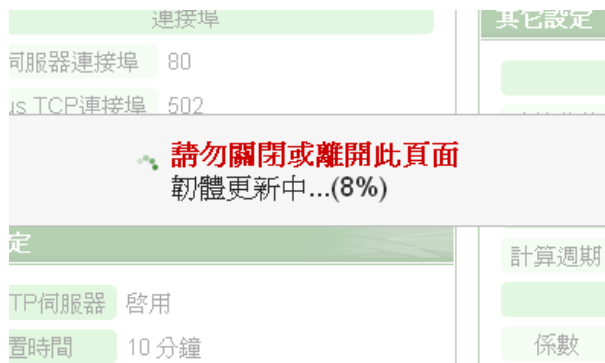 連接埠
其它設定
伺服器連接埠 80
us TCP連接埠 502
請勿關閉或離開此頁面
韌體更新中...(8%)
定
計算週期
TP伺服器 啓用
置時間 10 分鐘
係數